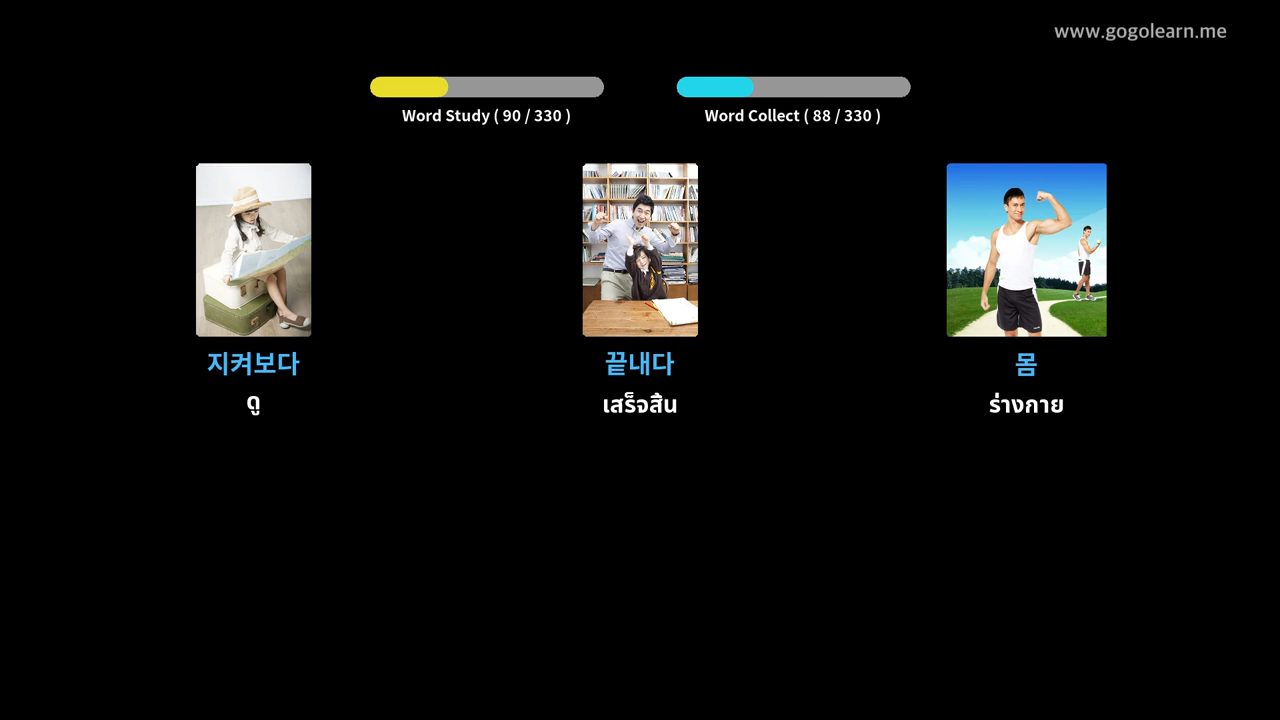 www.gogolearn.me
Word Study ( 90 / 330 )
Word Collect ( 88 / 330 )
지켜보다
끝내다
몸
ดู
เสร็จสิ้น
ร่างกาย